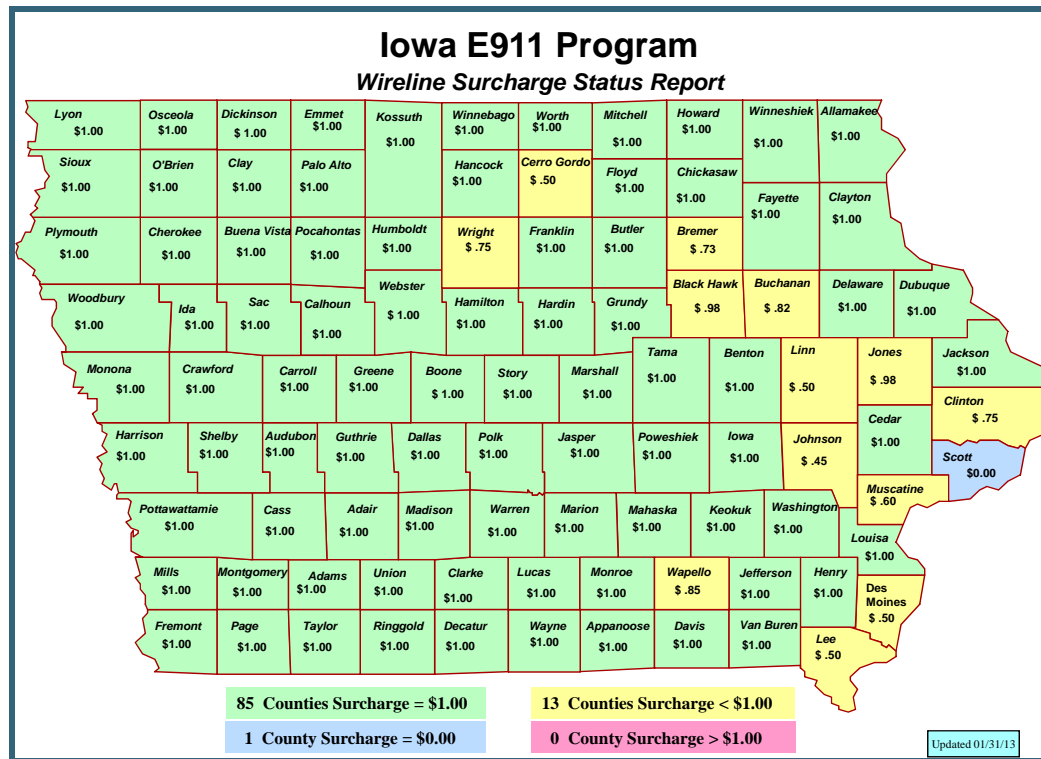 Iowa E911 Program
Wireline Surcharge Status Report
Lyon
$1.00
Osceola
$1.00
Dickinson
$ 1.00
Emmet
$1.00
Kossuth
$1.00
Winnebago
$1.00
Worth
$1.00
Mitchell
$1.00
Howard
$1.00
Winneshiek
$1.00
Allamakee
$1.00
Sioux
$1.00
O'Brien
$1.00
Clay
$1.00
Palo Alto
$1.00
Hancock
$1.00
Cerro Gordo
$ .50
Floyd
$1.00
Chickasaw
$1.00
Fayette
$1.00
Clayton
$1.00
Plymouth
$1.00
Cherokee
$1.00
Buena Vista
$1.00
Pocahontas
$1.00
Humboldt
$1.00
Wright
$ .75
Franklin
$1.00
Butler
$1.00
Bremer
$ .73
Woodbury
$1.00
Ida
$1.00
Sac
$1.00
Calhoun
$1.00
Webster
$ 1.00
Hamilton
$1.00
Hardin
$1.00
Grundy
$1.00
Black Hawk
$ .98
Buchanan
$ .82
Delaware
$1.00
Dubuque
$1.00
Monona
$1.00
Crawford
$1.00
Carroll
$1.00
Greene
$1.00
Boone
$ 1.00
Story
$1.00
Marshall
$1.00
Tama
$1.00
Benton
$1.00
Linn
$ .50
Jones
$ .98
Jackson
$1.00
Clinton
$ .75
Harrison
$1.00
Shelby
$1.00
Audubon
$1.00
Guthrie
$1.00
Dallas
$1.00
Polk
$1.00
Jasper
$1.00
Poweshiek
$1.00
Iowa
$1.00
Johnson
$ .45
Cedar
$1.00
Scott
$0.00
Muscatine
$ .60
Pottawattamie
$1.00
Cass
$1.00
Adair
$1.00
Madison
$1.00
Warren
$1.00
Marion
$1.00
Mahaska
$1.00
Keokuk
$1.00
Washington
$1.00
Louisa
$1.00
Mills
$1.00
Montgomery
$1.00
Adams
$1.00
Union
$1.00
Clarke
$1.00
Lucas
$1.00
Monroe
$1.00
Wapello
$ .85
Jefferson
$1.00
Henry
$1.00
Des
Moines
$ .50
Fremont
$1.00
Page
$1.00
Taylor
$1.00
Ringgold
$1.00
Decatur
$1.00
Wayne
$1.00
Appanoose
$1.00
Davis
$1.00
Van Buren
$1.00
Lee
$ .50
85 Counties Surcharge = $1.00
13 Counties Surcharge < $1.00
1 County Surcharge = $0.00
0 County Surcharge > $1.00
Updated 01/31/13